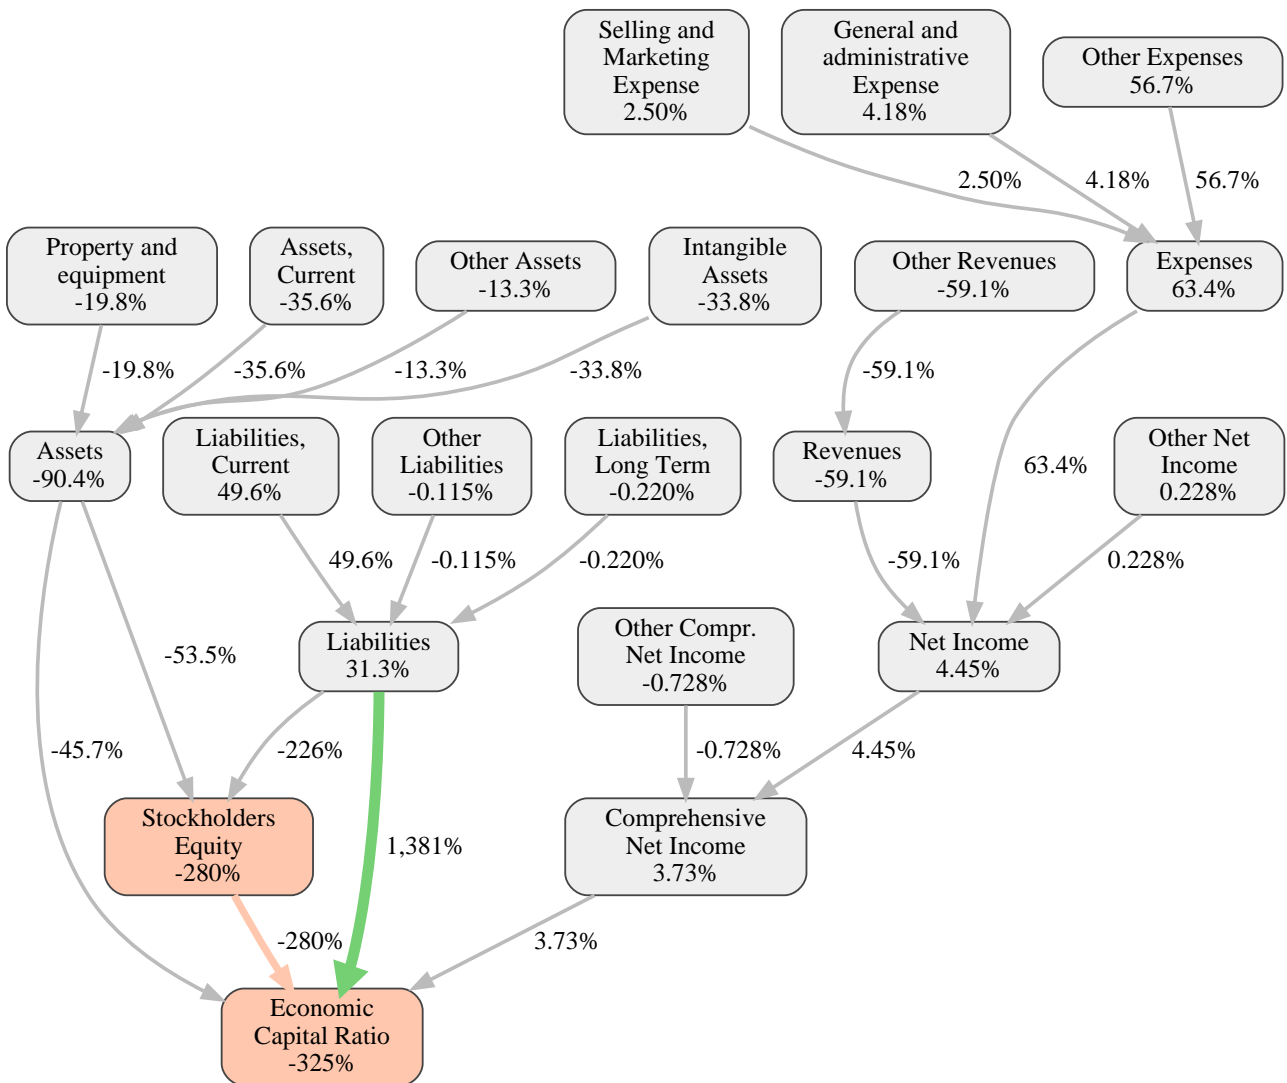 Selling and
Marketing
Expense
2.50%
General and
administrative
Expense
4.18%
Other Expenses
56.7%
2.50%
4.18%
56.7%
Property and
equipment
-19.8%
Assets,
Current
-35.6%
Other Assets
-13.3%
Intangible
Assets
-33.8%
Other Revenues
-59.1%
Expenses
63.4%
-19.8%
-35.6%
-13.3%
-33.8%
-59.1%
Assets
-90.4%
Liabilities,
Current
49.6%
Other
Liabilities
-0.115%
Liabilities,
Long Term
-0.220%
Revenues
-59.1%
63.4%
Other Net
Income
0.228%
49.6%
-0.115%
-0.220%
-59.1%
0.228%
-53.5%
Liabilities
31.3%
Other Compr.
Net Income
-0.728%
Net Income
4.45%
-45.7%
-226%
-0.728%
4.45%
Stockholders
Equity
-280%
1,381%
Comprehensive
Net Income
3.73%
-280%
3.73%
Economic
Capital Ratio
-325%